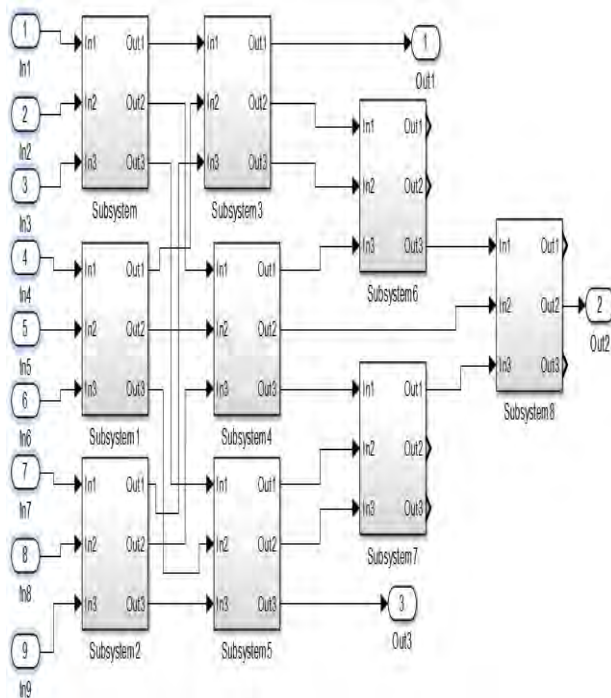 1
In1
2
In2
3
In3
4
In4
5
In5
6
In6
7
In7
8
In8
9
In9
In1 Out1
In2 Out2
In3 Out3
Subsystem
In1 Out1
In2 Out2
In3 Out3
Subsystem1
In1 Out1
In2 Out2
In3 Out3
Subsystem2
In1 Out1
In2 Out2
In3 Out3
Subsystem3
In1 Out1
In2 Out2
In3 Out3
Subsystem4
In1 Out1
In2 Out2
In3 Out3
Subsystem5
In1 Out1
In2 Out2
In3 Out3
Subsystem6
In1 Out1
In2 Out2
In3 Out3
Subsystem7
In1 Out1
In2 Out2
In3 Out3
Subsystem8
1
Out1
2
Out2
3
Out3